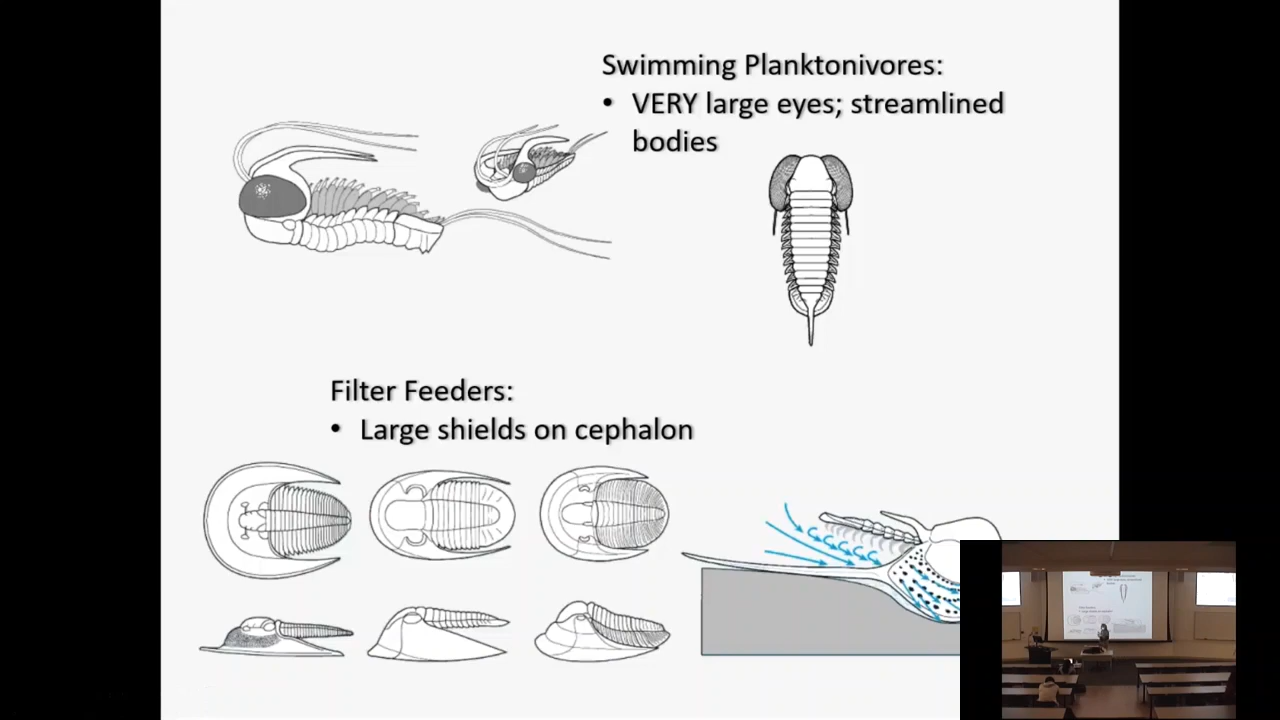 Swimming Planktonivores:
• VERY large eyes; streamlined
bodies
Filter Feeders:
• Large shields on cephalon